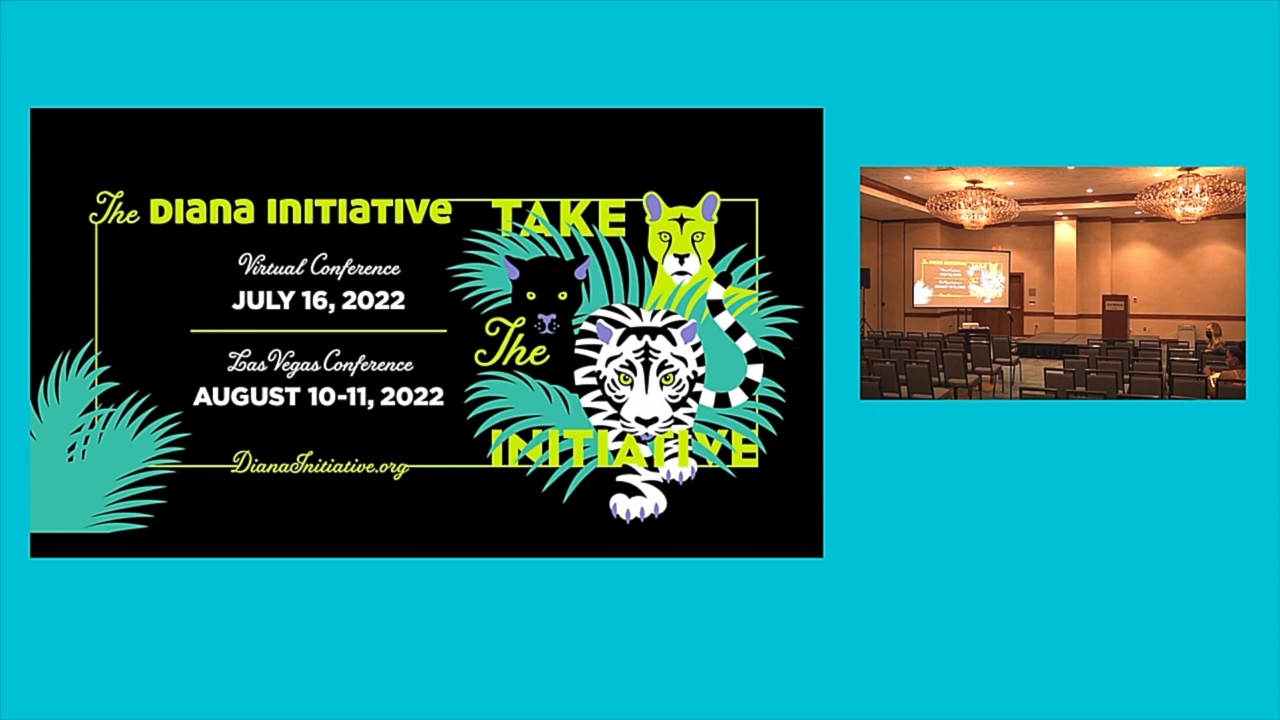 The DIANA INITIATIVE
Virtual Conference
JULY 16, 2022
Las Vegas Conference
AUGUST 10-11, 2022
DianaInitiative.org
TAKE
The
INITIATIVE